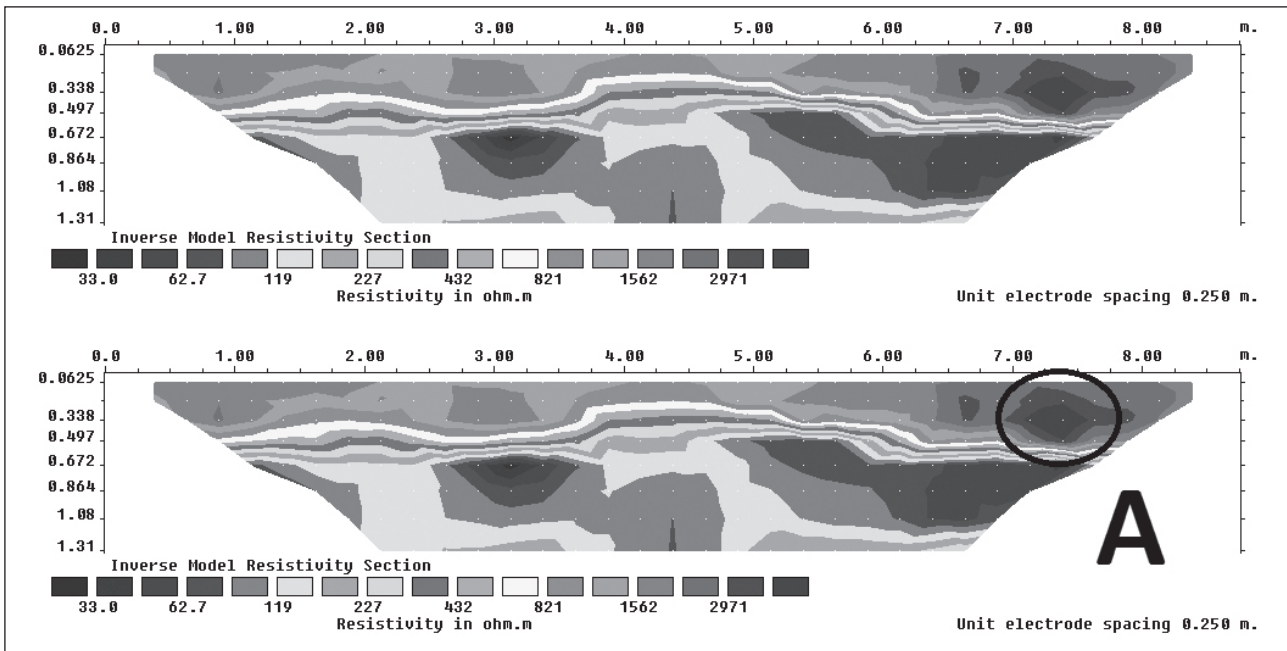 0.0 1.00 2.00 3.00 4.00 5.00 6.00 7.00 8.00 m.
0.0625
0.338
0.497
0.672
0.864
1.08
1.31
Inverse Model Resistivity Section
33.0 62.7 119 227 432 821 1562 2971
Resistivity in ohm.m Unit electrode spacing 0.250 m.
0.0 1.00 2.00 3.00 4.00 5.00 6.00 7.00 8.00 m.
0.0625
0.338
0.497
0.672
0.864
1.08
1.31
A
Inverse Model Resistivity Section
33.0 62.7 119 227 432 821 1562 2971
Resistivity in ohm.m Unit electrode spacing 0.250 m.